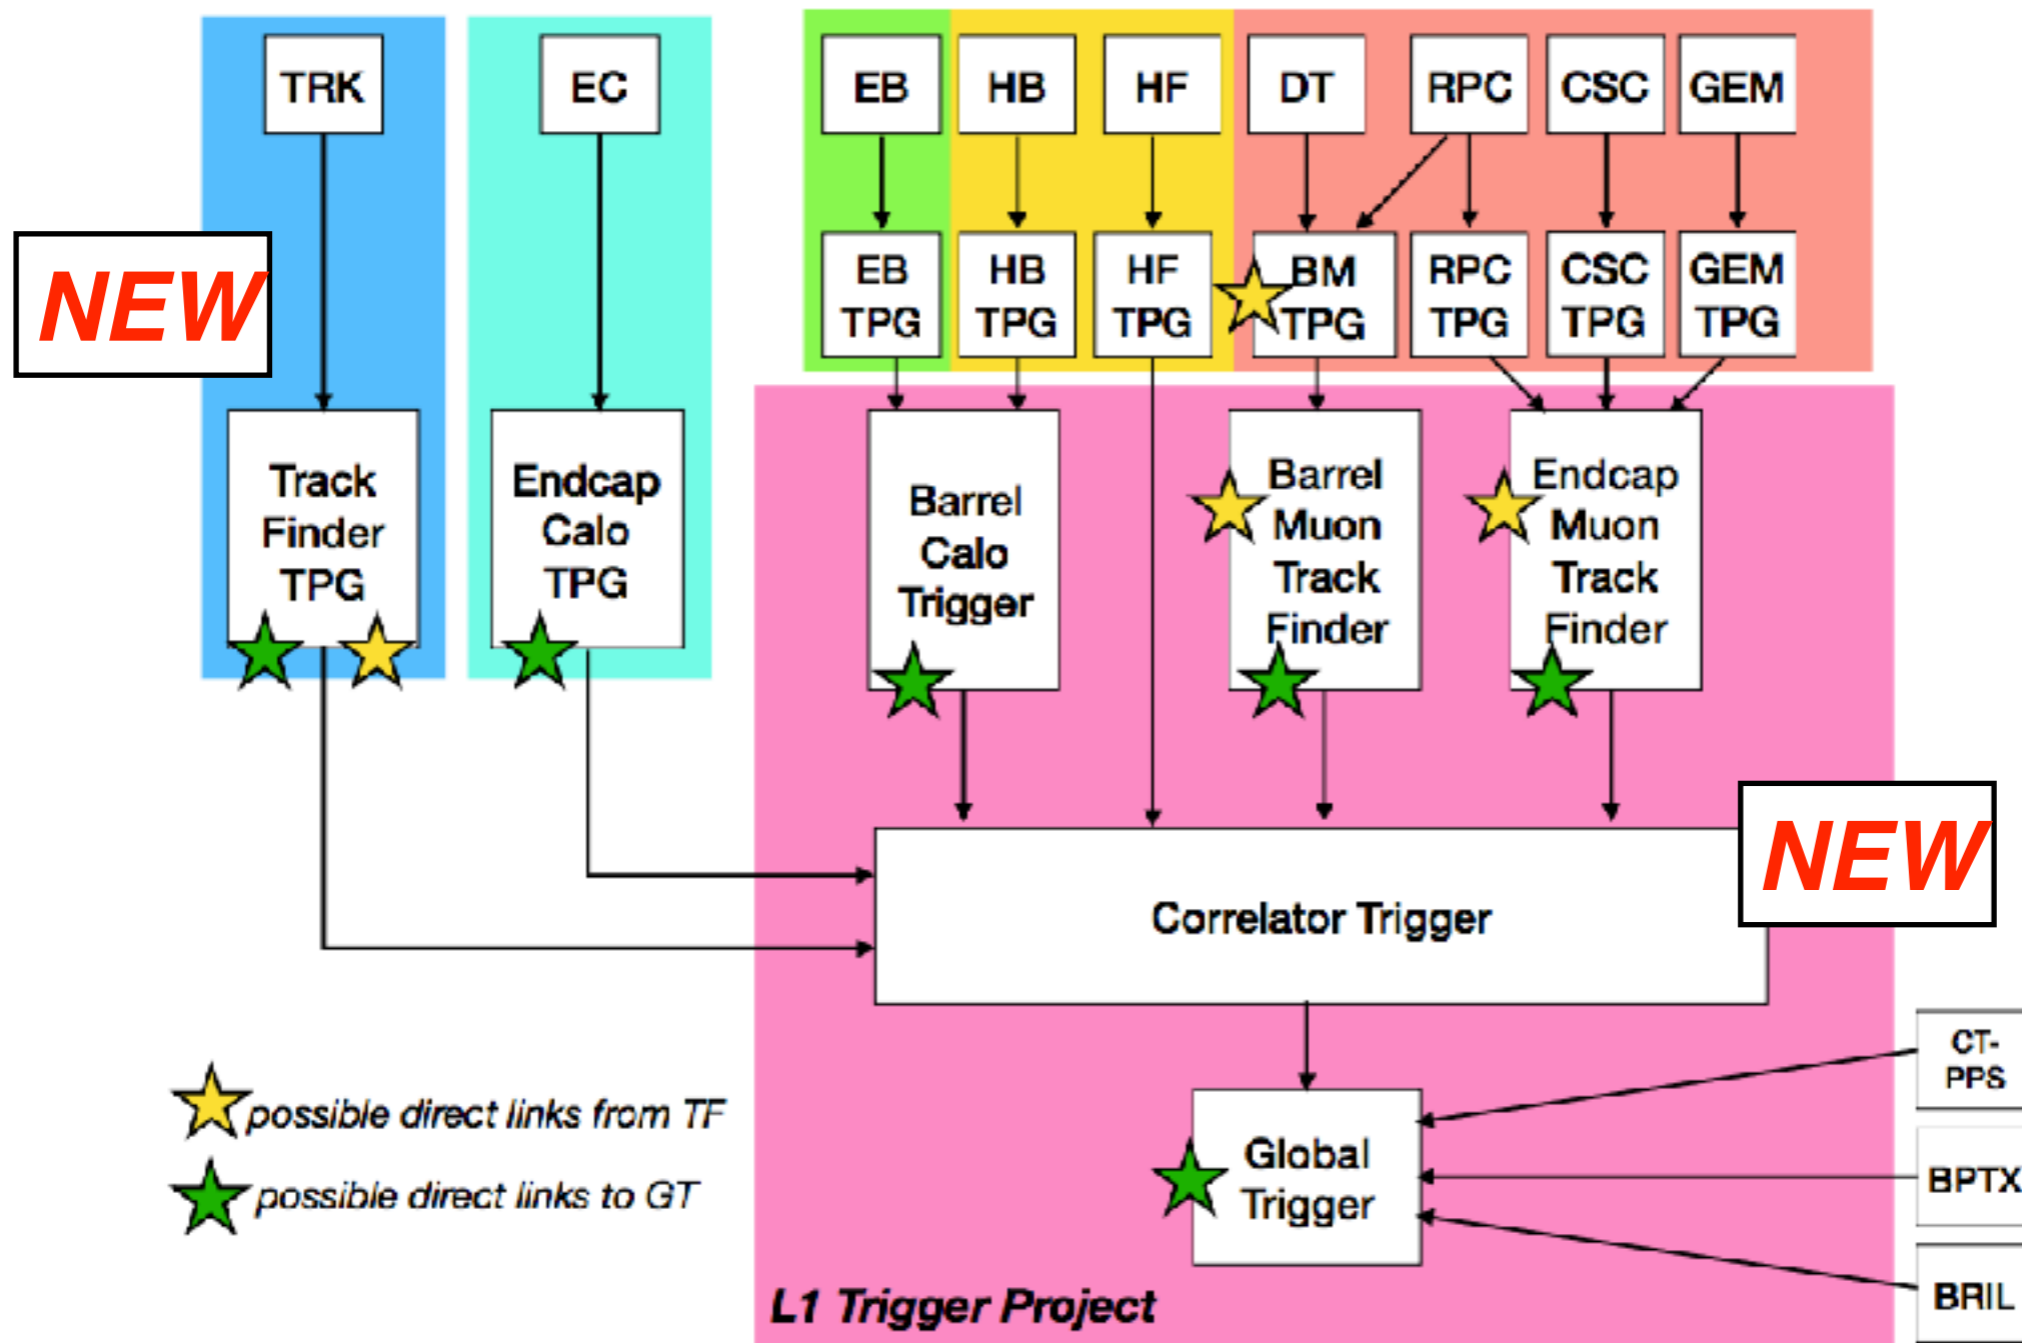 TRK
EC
EB
HB
HF
DT
RPC
CSC
GEM
NEW
EB
TPG
HB
TPG
HF
TPG
BM
TPG
RPC
TPG
CSC
TPG
GEM
TPG
Track
Finder
TPG
Endcap
Calo
TPG
Barrel
Calo
Trigger
Barrel
Muon
Track
Finder
Endcap
Muon
Track
Finder
NEW
Correlator Trigger
possible direct links from TF
possible direct links to GT
Global
Trigger
CT-
PPS
BPTX
BRIL
L1 Trigger Project